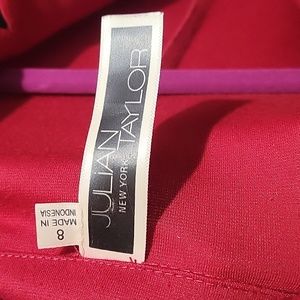 JULIAN
TAYLOR
NEW YORK
8
MADE IN
INDONESIA